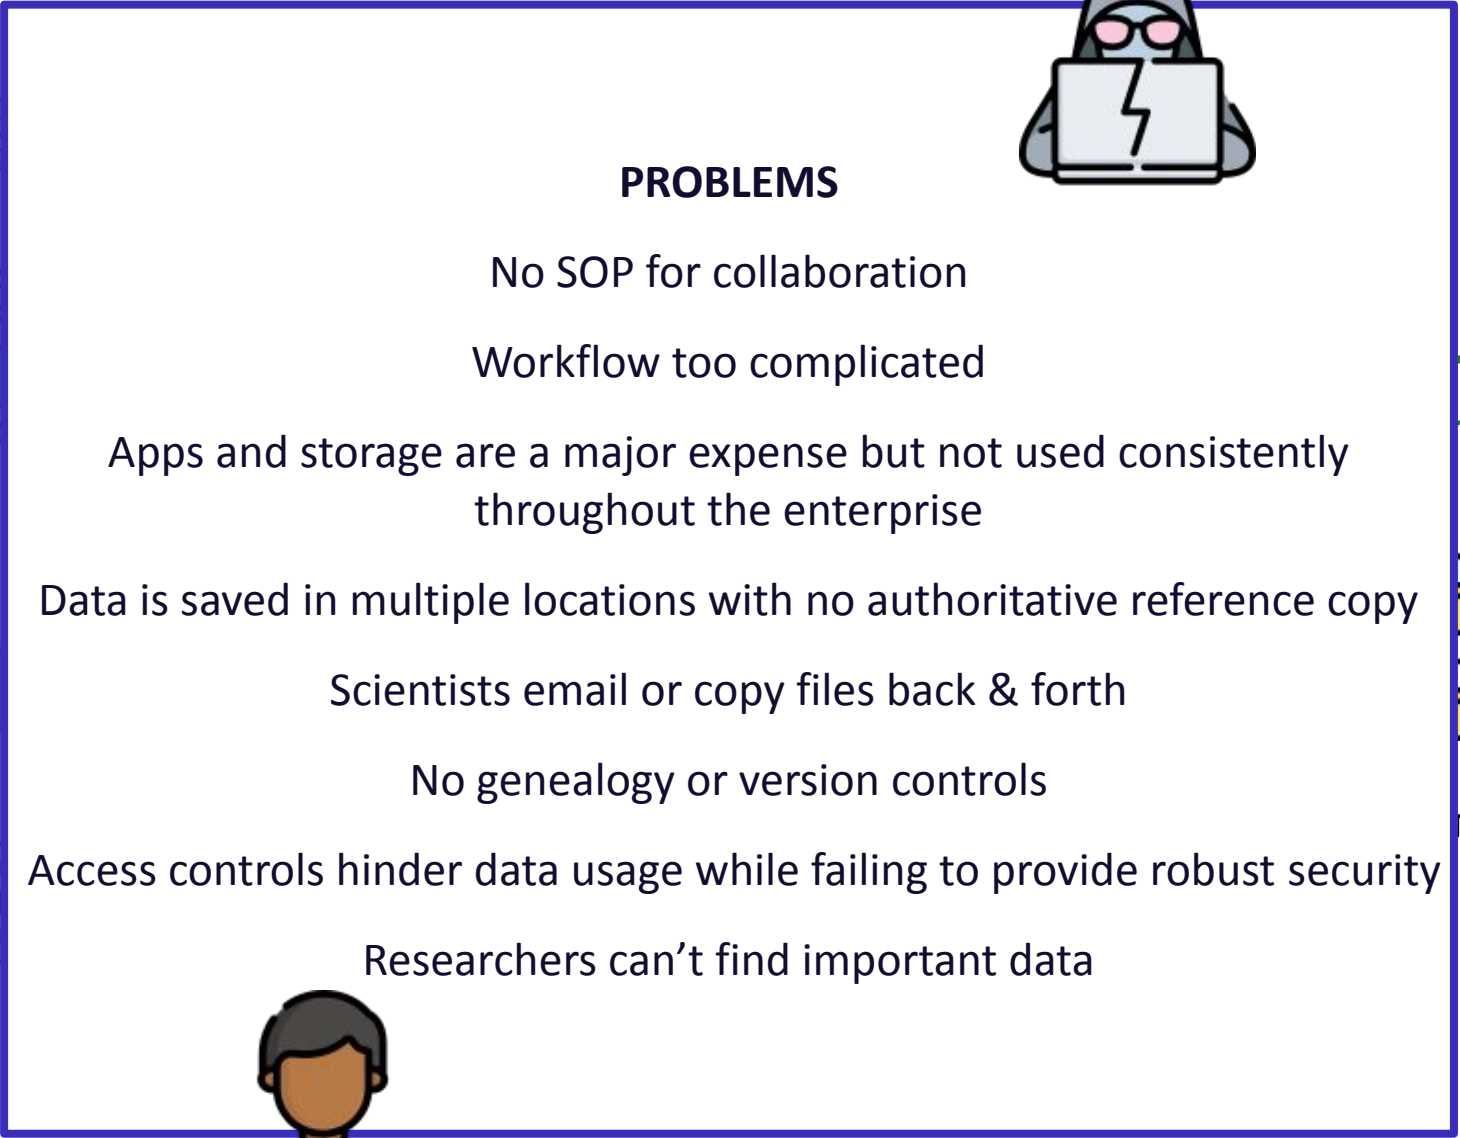 PROBLEMS
No SOP for collaboration
Workflow too complicated
Apps and storage are a major expense but not used consistently
throughout the enterprise
Data is saved in multiple locations with no authoritative reference copy
Scientists email or copy files back & forth
No genealogy or version controls
Access controls hinder data usage while failing to provide robust security
Researchers can’t find important data